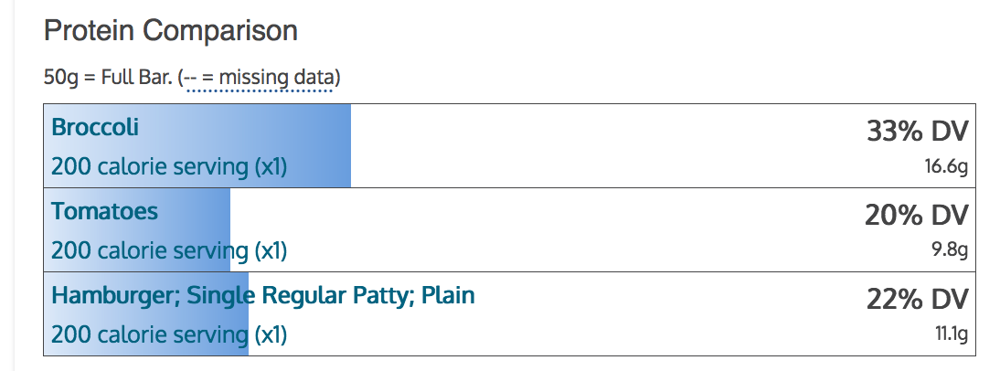 Protein Comparison
50g = Full Bar. (-- = missing data)
Broccoli
33% DV
200 calorie serving (x1)
16.6g
Tomatoes
20% DV
200 calorie serving (x1)
9.8g
Hamburger; Single Regular Patty; Plain
22% DV
200 calorie serving (x1)
11.1g